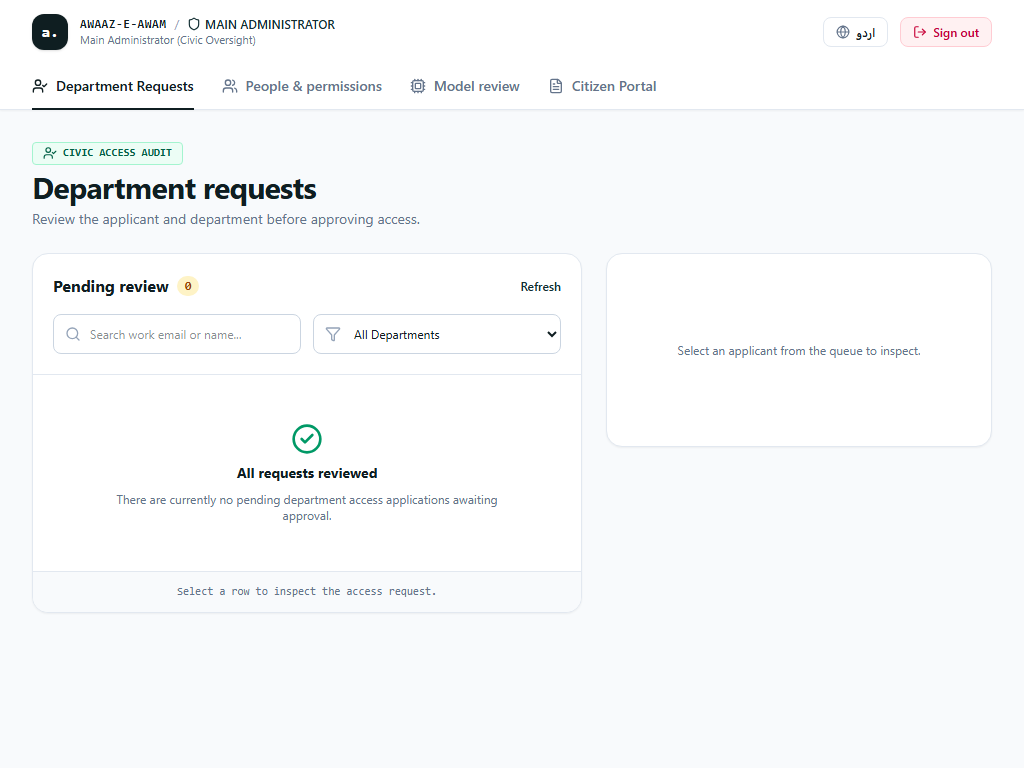 a.
AWAAZ-E-AWAM / MAIN ADMINISTRATOR
Main Administrator (Civic Oversight)
اردو
Sign out
Department Requests
People & permissions
Model review
Citizen Portal
CIVIC ACCESS AUDIT
Department requests
Review the applicant and department before approving access.
Pending review 0
Refresh
Search work email or name...
All Departments
All requests reviewed
There are currently no pending department access applications awaiting
approval.
Select a row to inspect the access request.
Select an applicant from the queue to inspect.